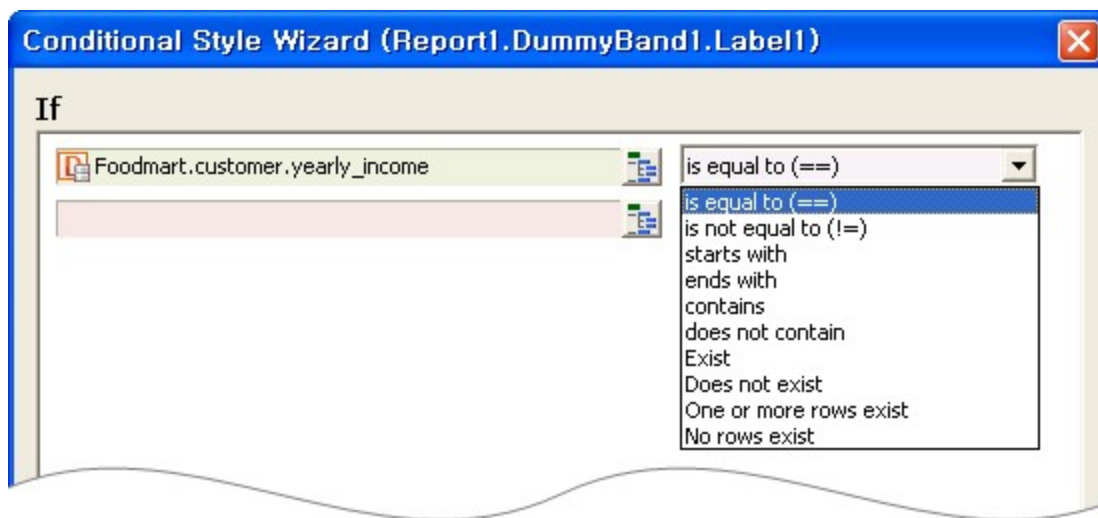 Conditional Style Wizard (Report1.DummyBand1.Label1)
If
Foodmart.customer.yearly_income
is equal to (==)
is equal to (==)
is not equal to (!=)
starts with
ends with
contains
does not contain
Exist
Does not exist
One or more rows exist
No rows exist